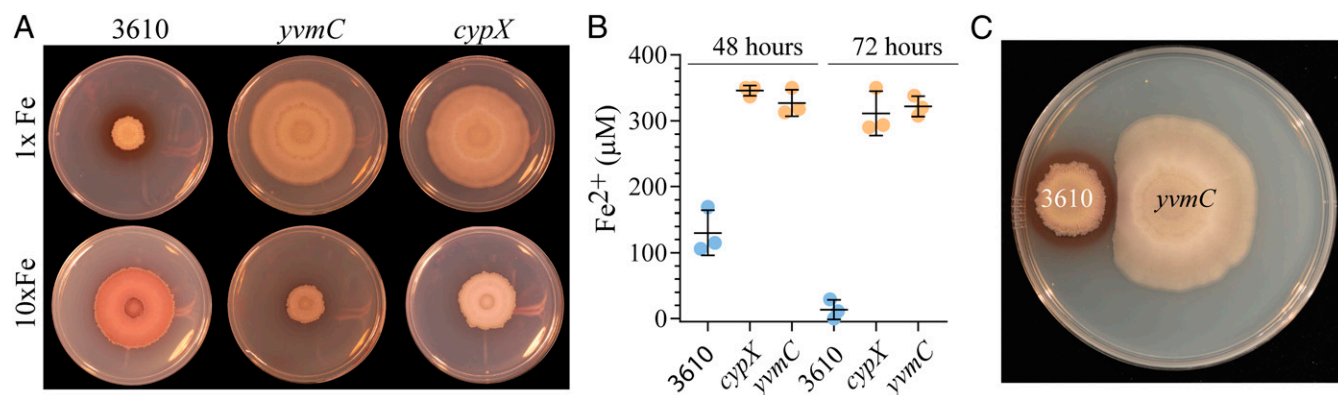 A
3610
yvmC
cypX
1x Fe
10xFe
B
48 hours
72 hours
Fe2+ (μM)
400
300
200
100
0
3610
cypX
yvmC
3610
cypX
yvmC
C
3610
yvmC